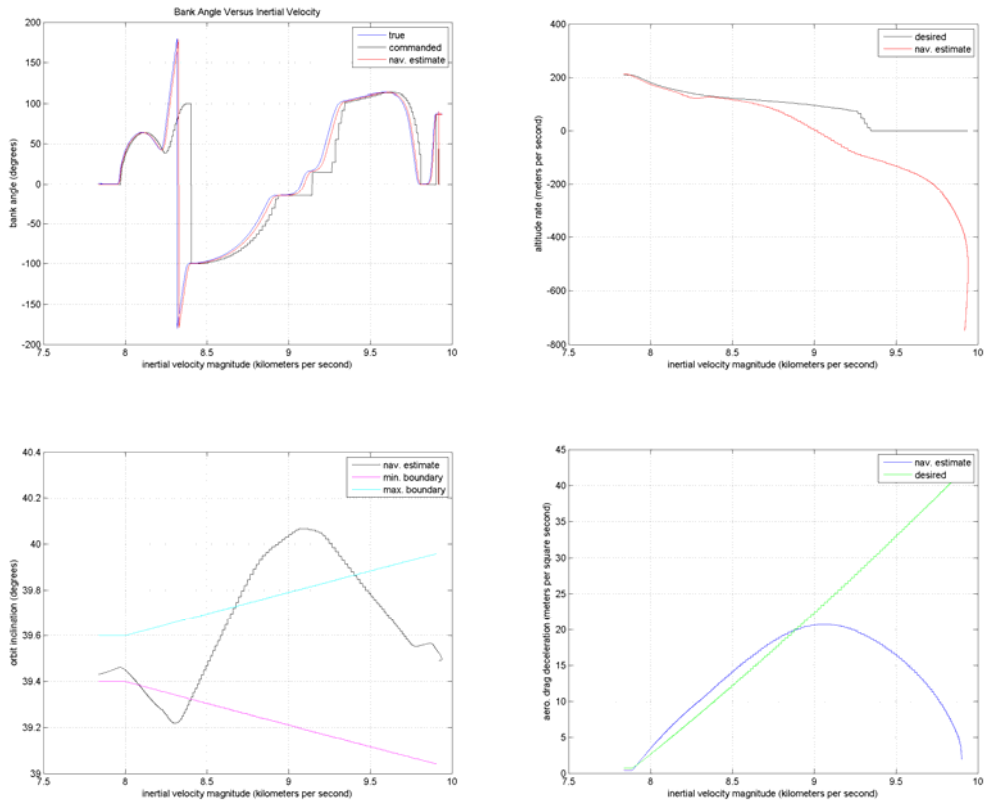 Bank Angle Versus Inertial Velocity
200
150
100
50
0
-50
-100
-150
-200
bank angle (degrees)
true
commanded
nav. estimate
7.5 8 8.5 9 9.5 10
inertial velocity magnitude (kilometers per second)
400
200
0
-200
-400
-600
-800
altitude rate (meters per second)
desired
nav. estimate
7.5 8 8.5 9 9.5 10
inertial velocity magnitude (kilometers per second)
40.4
40.2
40
39.8
39.6
39.4
39.2
39
orbit inclination (degrees)
nav. estimate
min. boundary
max. boundary
7.5 8 8.5 9 9.5 10
inertial velocity magnitude (kilometers per second)
45
40
35
30
25
20
15
10
5
0
aero. drag deceleration (meters per square second)
nav. estimate
desired
7.5 8 8.5 9 9.5 10
inertial velocity magnitude (kilometers per second)